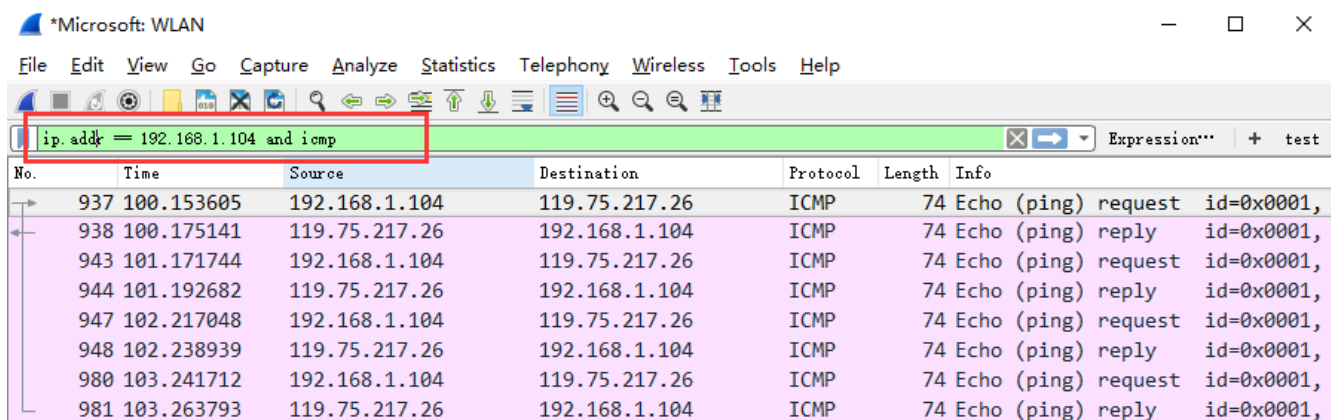 *Microsoft: WLAN
File Edit View Go Capture Analyze Statistics Telephony Wireless Tools Help
ip.addr == 192.168.1.104 and icmp Expression… + test
No. Time Source Destination Protocol Length Info
937 100.153605 192.168.1.104 119.75.217.26 ICMP 74 Echo (ping) request id=0x0001,
938 100.175141 119.75.217.26 192.168.1.104 ICMP 74 Echo (ping) reply id=0x0001,
943 101.171744 192.168.1.104 119.75.217.26 ICMP 74 Echo (ping) request id=0x0001,
944 101.192682 119.75.217.26 192.168.1.104 ICMP 74 Echo (ping) reply id=0x0001,
947 102.217048 192.168.1.104 119.75.217.26 ICMP 74 Echo (ping) request id=0x0001,
948 102.238939 119.75.217.26 192.168.1.104 ICMP 74 Echo (ping) reply id=0x0001,
980 103.241712 192.168.1.104 119.75.217.26 ICMP 74 Echo (ping) request id=0x0001,
981 103.263793 119.75.217.26 192.168.1.104 ICMP 74 Echo (ping) reply id=0x0001,